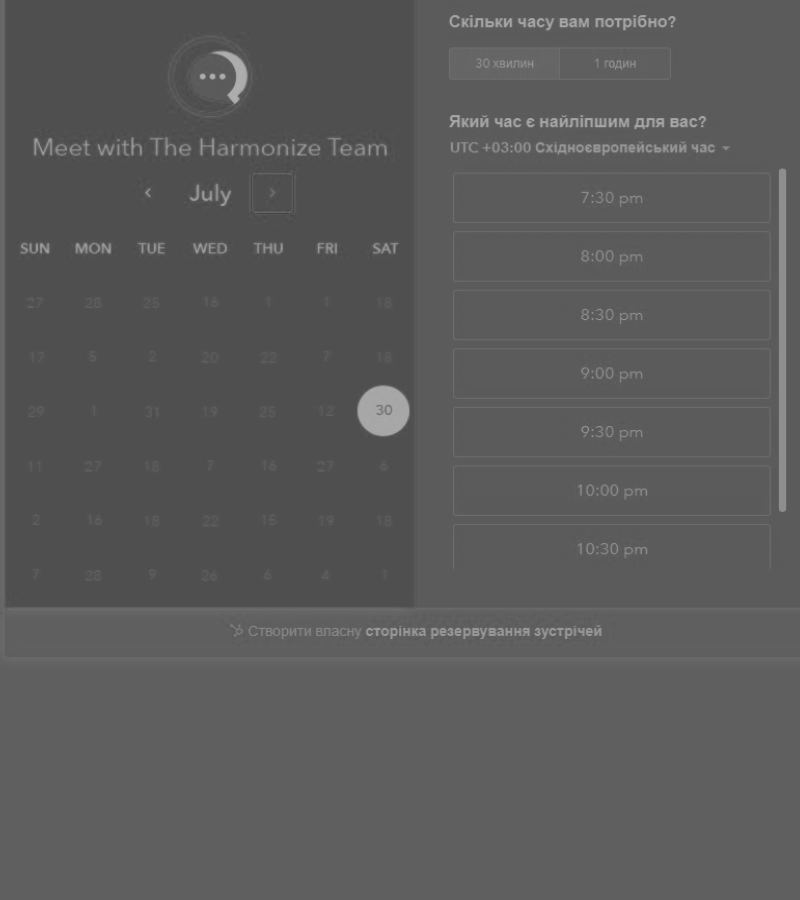 Meet with The Harmonize Team
July
SUN MON TUE WED THU FRI SAT
27 28 25 16 1 1 18
17 5 2 20 22 7 18
29 1 31 19 25 12 30
11 27 18 7 16 27 6
2 16 18 22 15 19 18
7 28 9 26 6 4 1
Скільки часу вам потрібно?
30 хвилин 1 годин
Який час є найліпшим для вас?
UTC +03:00 Східноєвропейський час
7:30 pm
8:00 pm
8:30 pm
9:00 pm
9:30 pm
10:00 pm
10:30 pm
Створити власну сторінка резервування зустрічей